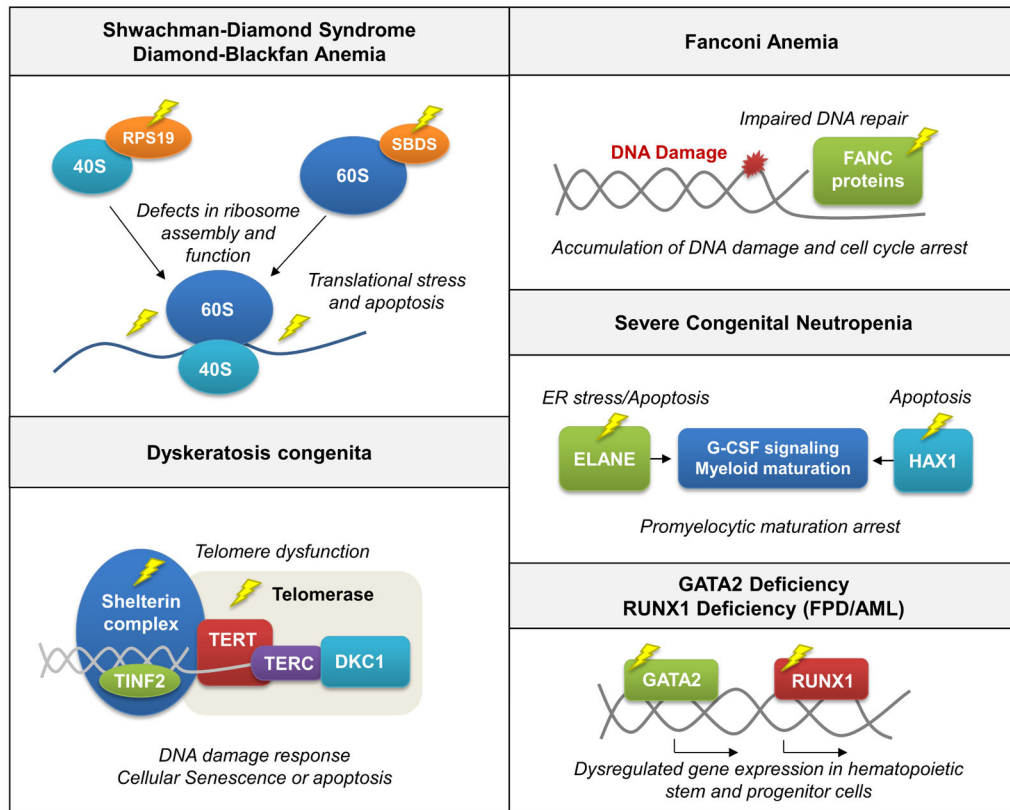 Shwachman-Diamond Syndrome
Diamond-Blackfan Anemia
RPS19
40S
SBDS
60S
Defects in ribosome
assembly and
function
Translational stress
and apoptosis
60S
40S
Dyskeratosis congenita
Telomere dysfunction
Shelterin
complex
Telomerase
TERT
TERC
DKC1
TINF2
DNA damage response
Cellular Senescence or apoptosis
Fanconi Anemia
Impaired DNA repair
DNA Damage
FANC
proteins
Accumulation of DNA damage and cell cycle arrest
Severe Congenital Neutropenia
ER stress/Apoptosis
Apoptosis
ELANE
G-CSF signaling
Myeloid maturation
HAX1
Promyelocytic maturation arrest
GATA2 Deficiency
RUNX1 Deficiency (FPD/AML)
GATA2
RUNX1
Dysregulated gene expression in hematopoietic
stem and progenitor cells